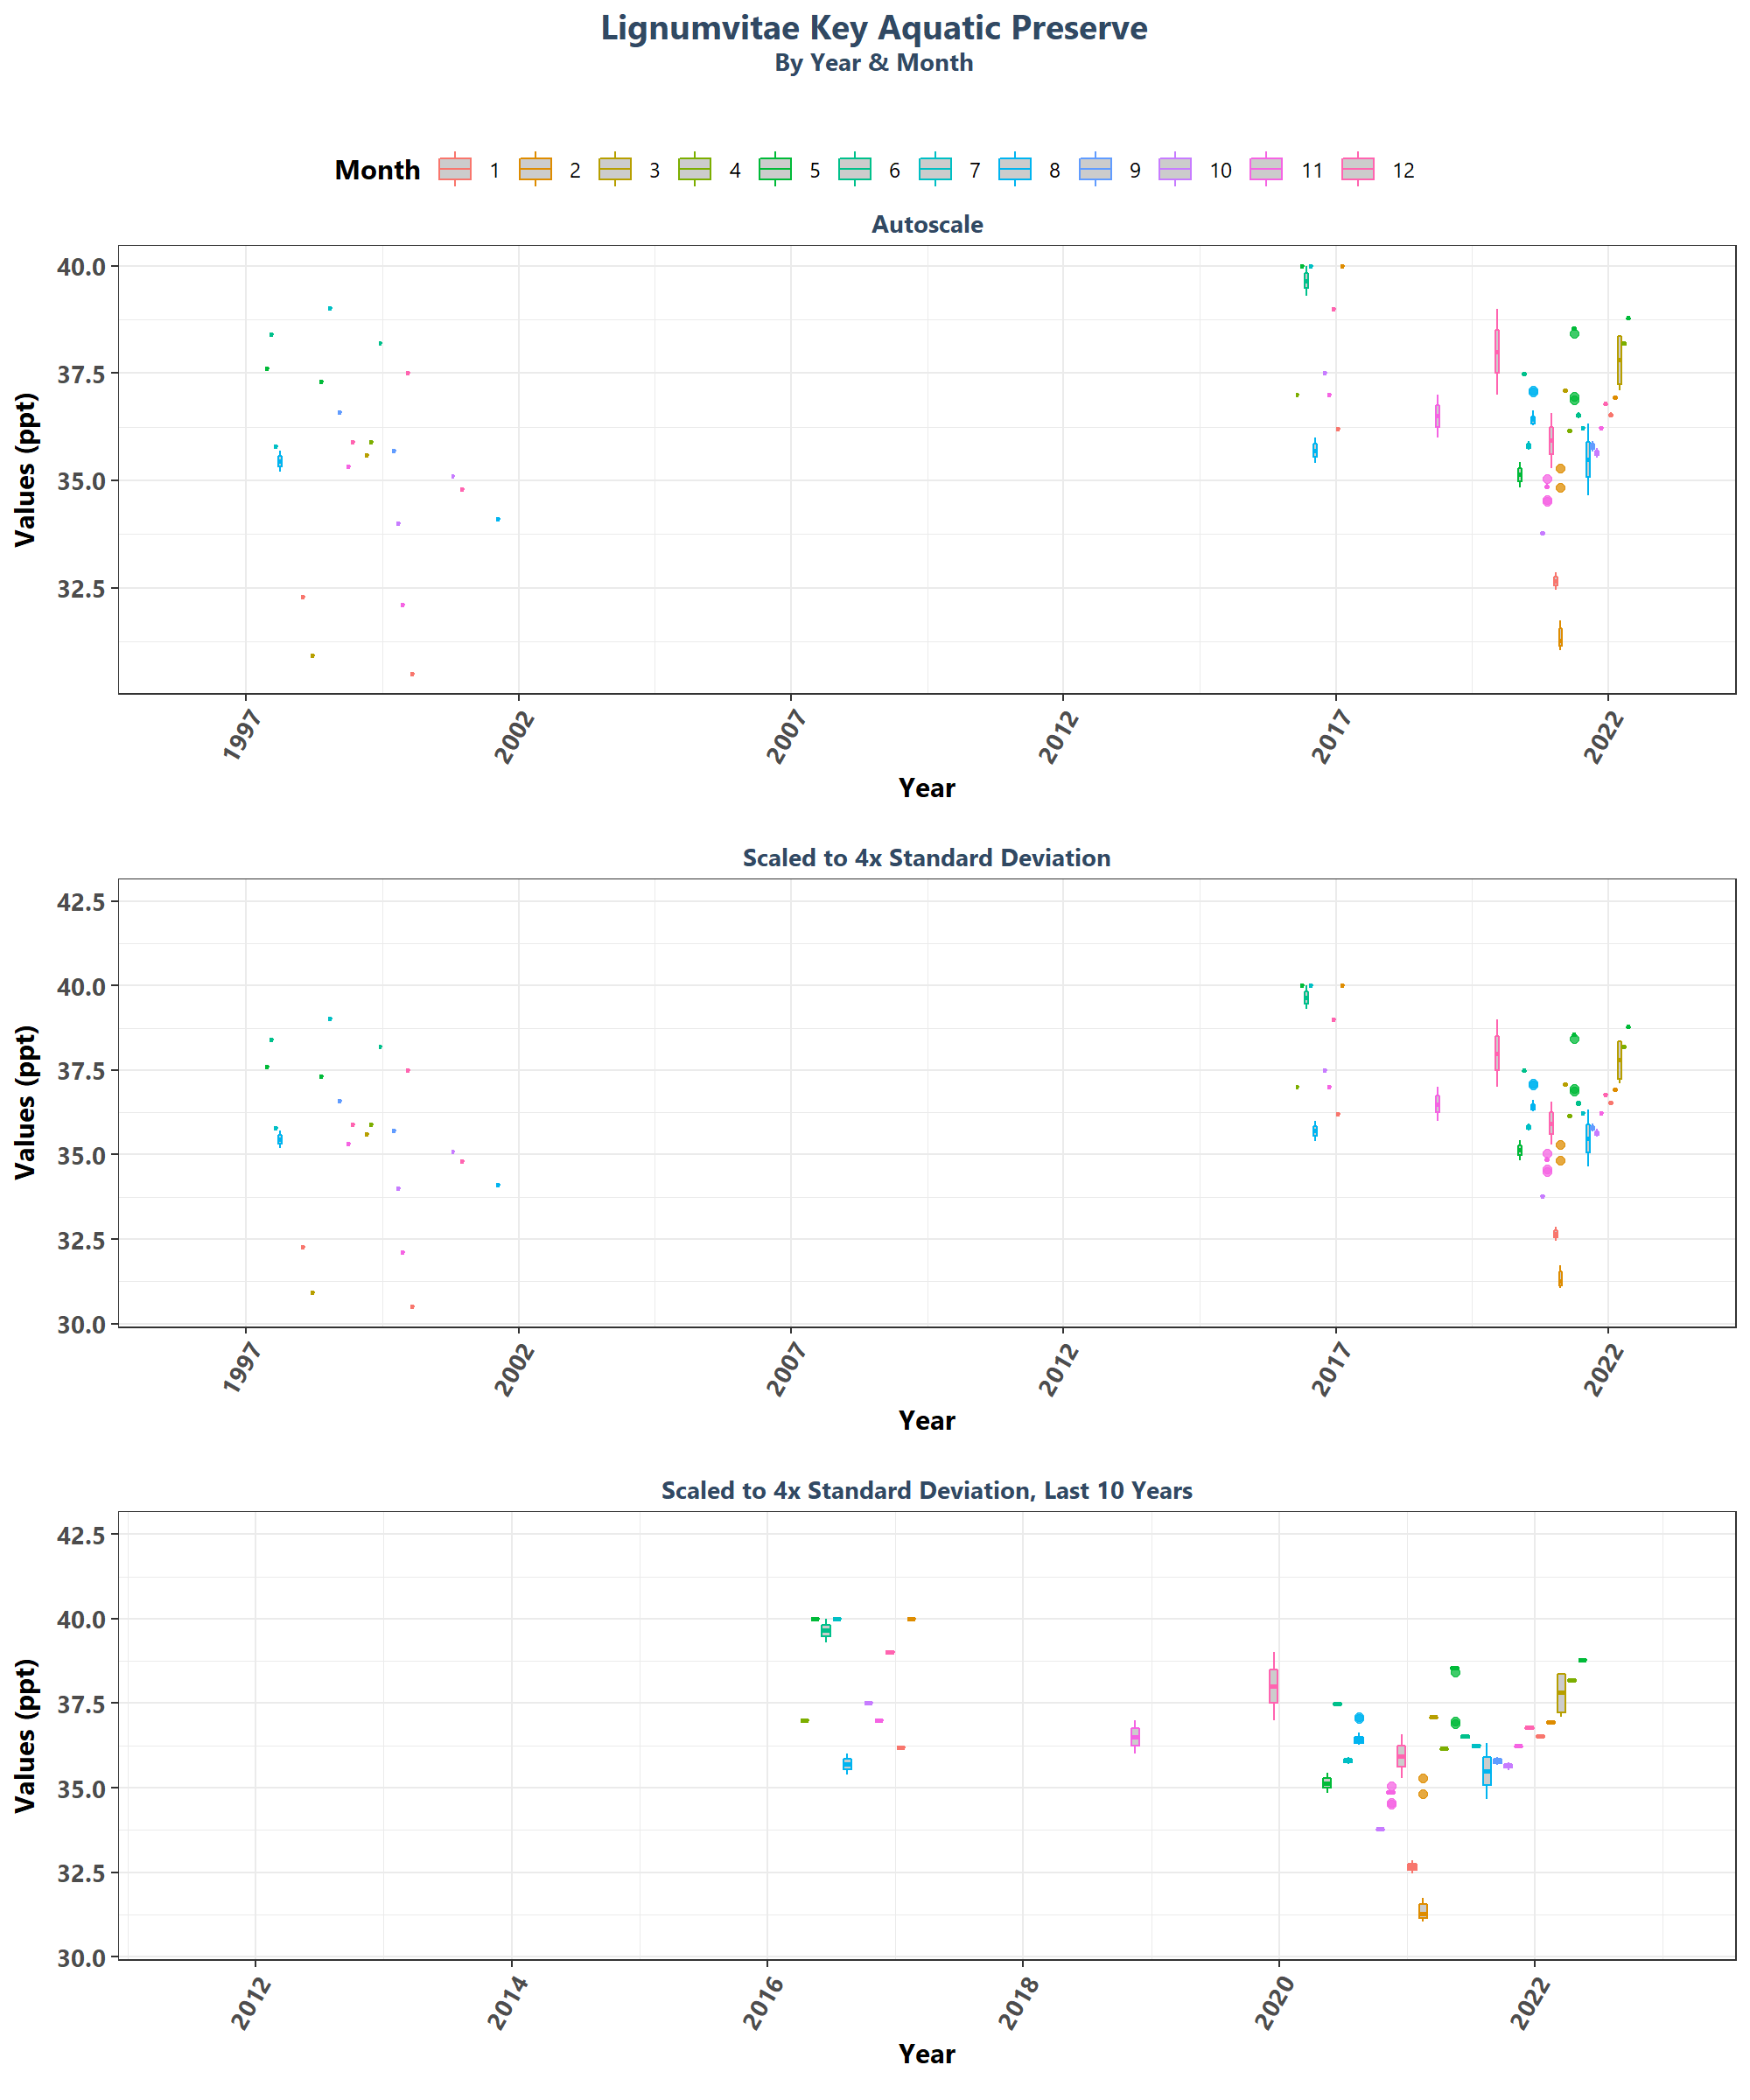 Lignumvitae Key Aquatic Preserve
By Year & Month
Month 1 2 3 4 5 6 7 8 9 10 11 12
Autoscale
40.0
37.5
35.0
32.5
Values (ppt)
1997 2002 2007 2012 2017 2022
Year
Scaled to 4x Standard Deviation
42.5
40.0
37.5
35.0
32.5
30.0
Values (ppt)
1997 2002 2007 2012 2017 2022
Year
Scaled to 4x Standard Deviation, Last 10 Years
42.5
40.0
37.5
35.0
32.5
30.0
Values (ppt)
2012 2014 2016 2018 2020 2022
Year